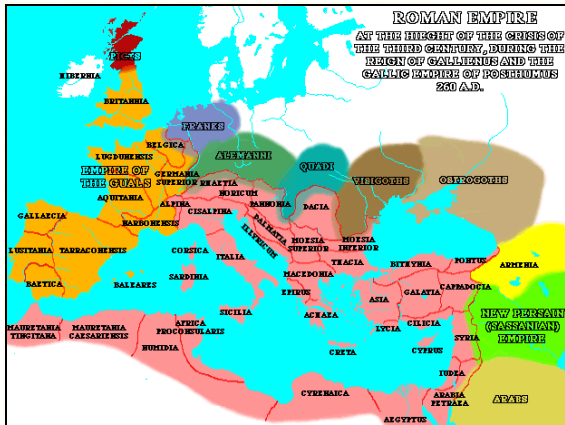 ROMAN EMPIRE
AT THE HIEGHT OF THE CRISIS OF
THE THIRD CENTURY, DURING THE
REIGN OF GALLIENUS AND THE
GALLIC EMPIRE OF POSTHUMUS
260 A.D.
PICTS
HIBERNIA
BRITANNIA
FRANKS
BELGICA
LUGDUNENSIS
ALEMANNI
QUADI
EMPIRE OF
THE GUALS
GERMANIA
SUPERIOR
RHAETIA
VISIGOTHS
OSTROGOTHS
NORICUM
AQUITANIA
ALPINA
PANNONIA
DACIA
CISALPINA
GALLAECIA
NARBONENSIS
DALMATIA
ILLYRICUM
MOESIA
SUPERIOR
MOESIA
INFERIOR
LUSITANIA
TARRACONENSIS
CORSICA
ITALIA
THACIA
BITHYNIA
PONTUS
ARMENIA
BAETICA
BALEARES
SARDINIA
MACEDONIA
EPIRUS
ASIA
GALATIA
CAPPADOCIA
SICILIA
ACHAEA
LYCIA
CILICIA
NEW PERSAIN
(SASSANIAN)
EMPIRE
MAURETANIA
TINGITANA
MAURETANIA
CAESARIENSIS
AFRICA
PROCONSULARIS
NUMIDIA
SYRIA
CRETA
CYPRUS
IUDEA
CYRENAICA
ARABIA
PETRAEA
ARABS
AEGYPTUS